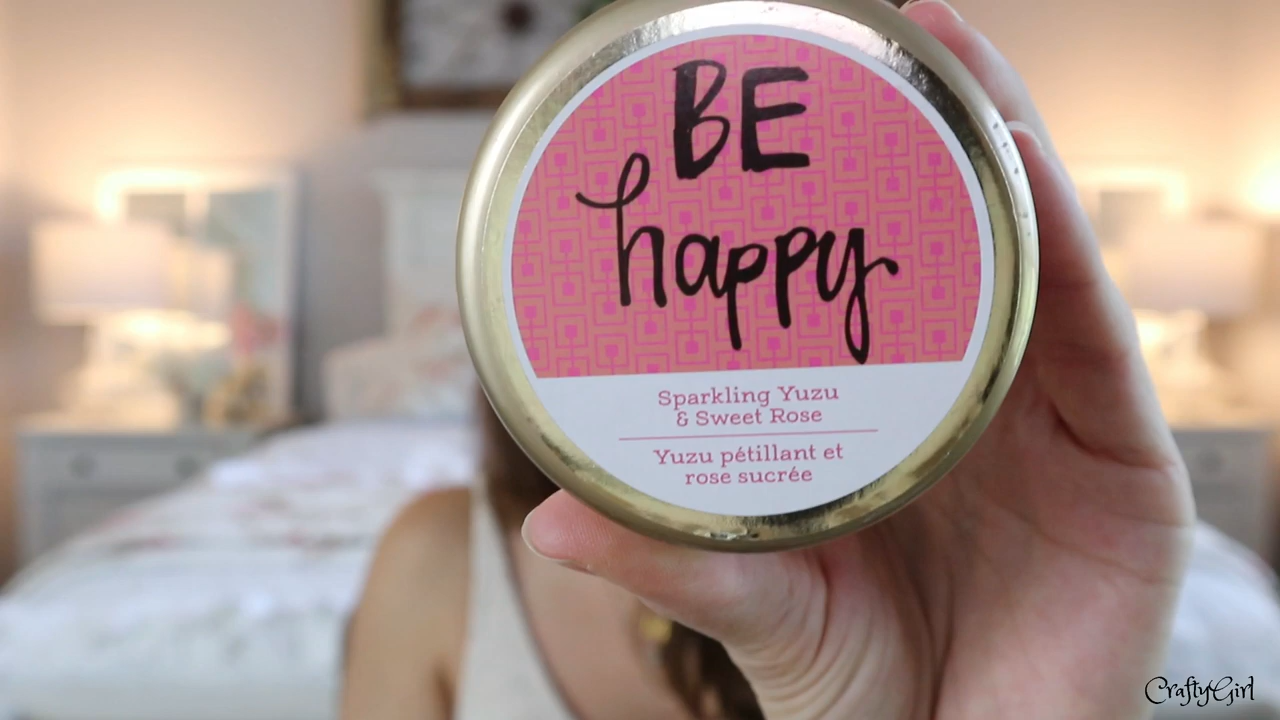 BE
happy
Sparkling Yuzu
& Sweet Rose
Yuzu pétillant et
rose sucrée
CraftyGirl